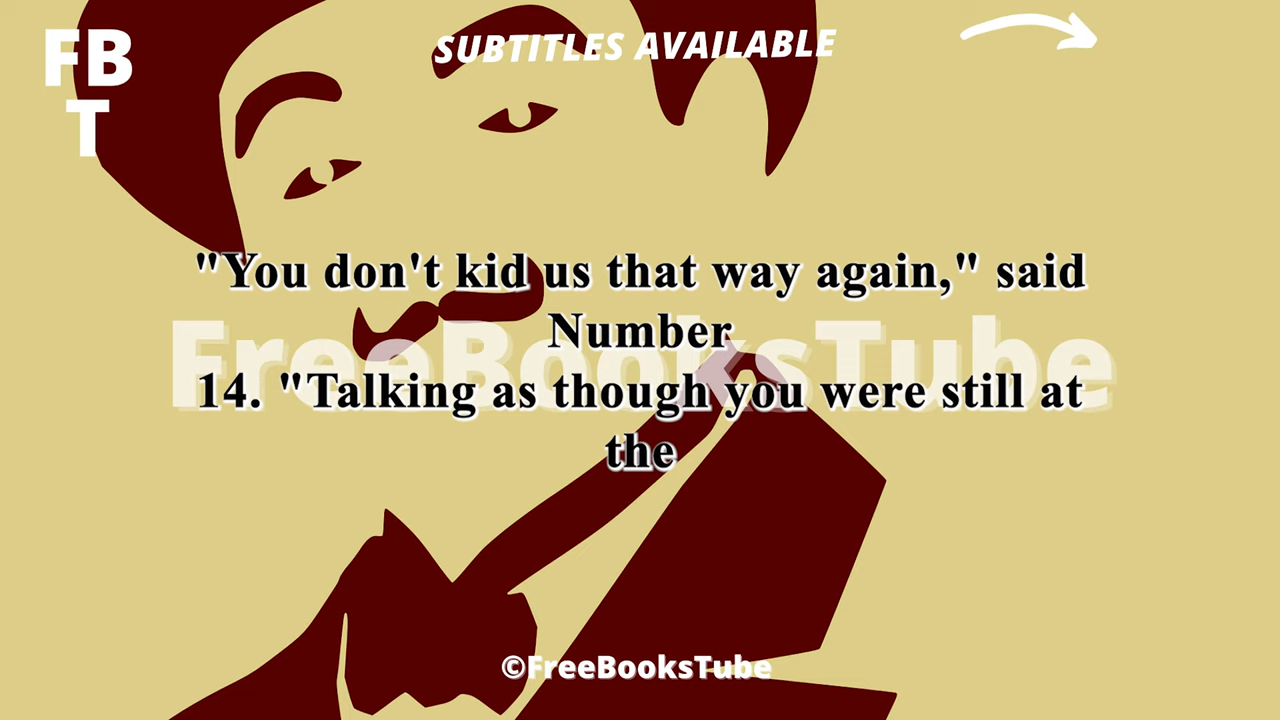 FB
T
SUBTITLES AVAILABLE
"You don't kid us that way again," said
Number
14. "Talking as though you were still at
the
FreeBooksTube
©FreeBooksTube